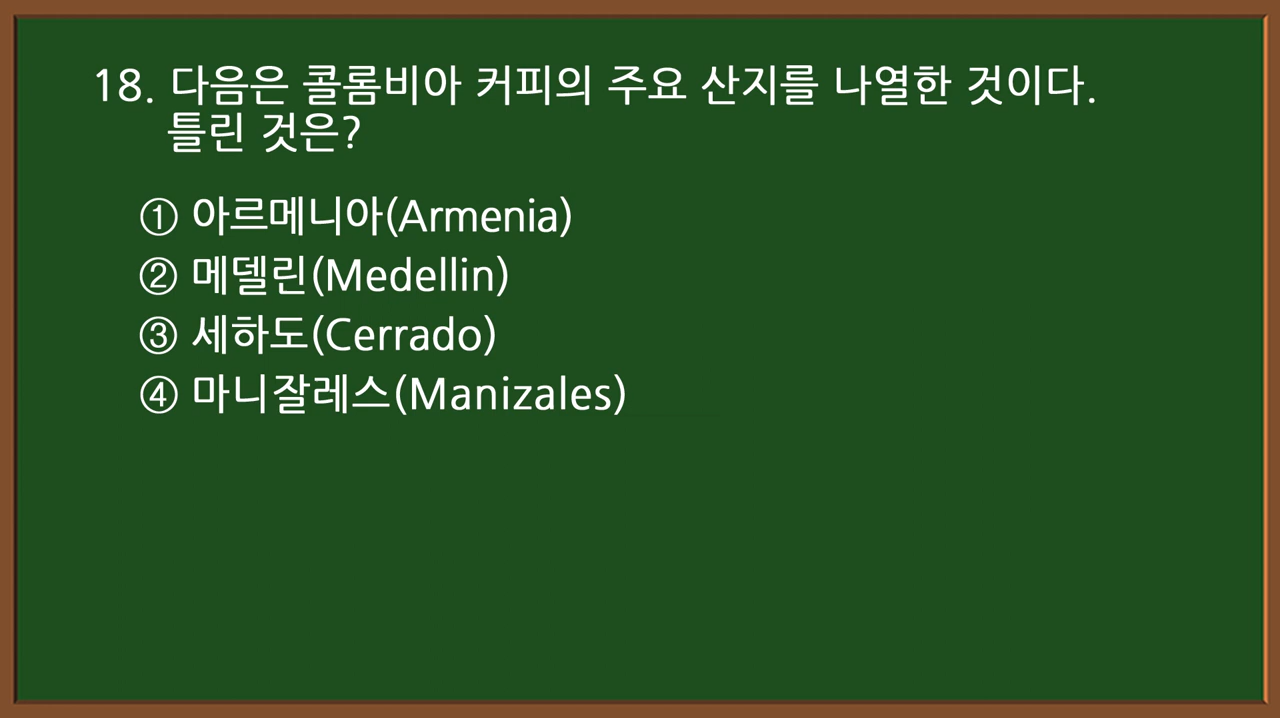 18. 다음은 콜롬비아 커피의 주요 산지를 나열한 것이다.
틀린 것은?
① 아르메니아(Armenia)
② 메델린(Medellin)
③ 세하도(Cerrado)
④ 마니잘레스(Manizales)